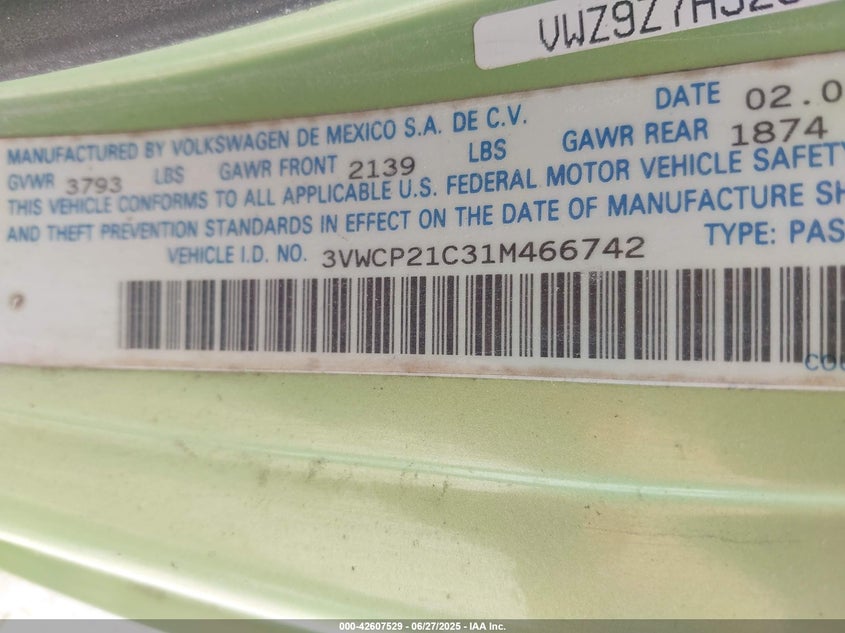 VWZ9Z7A
DATE 02.0
MANUFACTURED BY VOLKSWAGEN DE MEXICO S.A. DE C.V.
GVWR 3793 LBS GAWR FRONT 2139 LBS GAWR REAR 1874
THIS VEHICLE CONFORMS TO ALL APPLICABLE U.S. FEDERAL MOTOR VEHICLE SAFETY
AND THEFT PREVENTION STANDARDS IN EFFECT ON THE DATE OF MANUFACTURE SH
VEHICLE I.D. NO. 3VWCP21C31M466742 TYPE: PAS
000-42607529 - 06/27/2025 - IAA Inc.